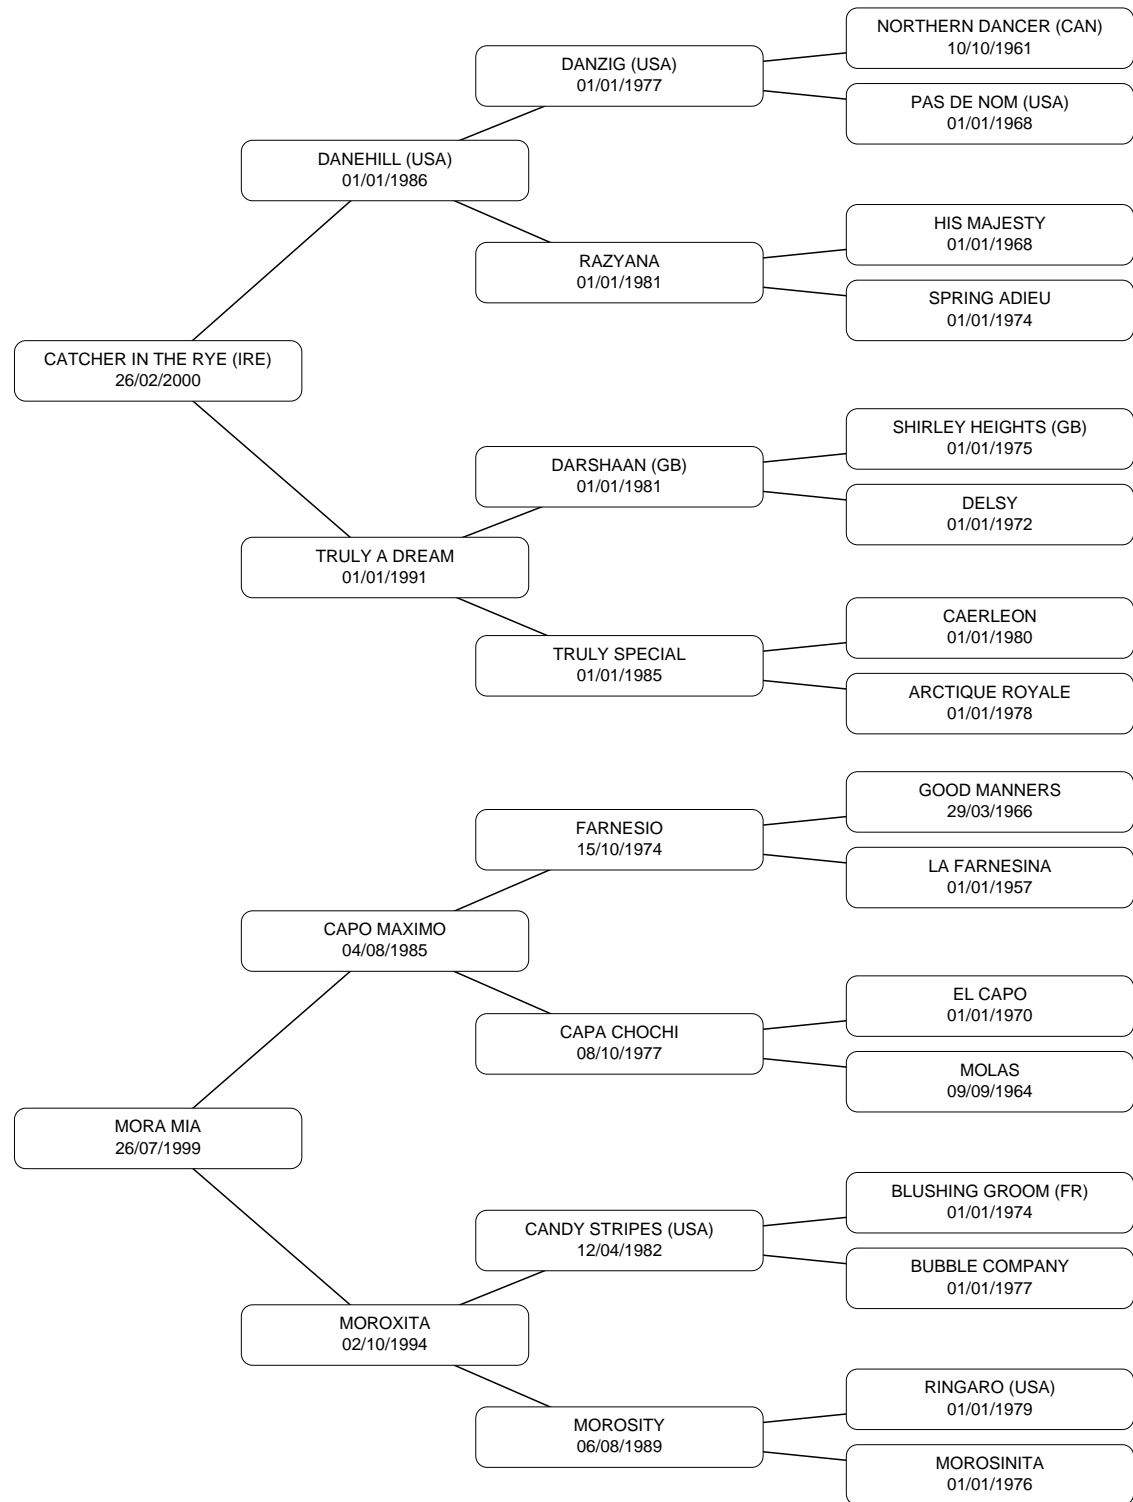 NORTHERN DANCER (CAN)
10/10/1961
DANZIG (USA)
01/01/1977
PAS DE NOM (USA)
01/01/1968
DANEHILL (USA)
01/01/1986
HIS MAJESTY
01/01/1968
RAZYANA
01/01/1981
SPRING ADIEU
01/01/1974
CATCHER IN THE RYE (IRE)
26/02/2000
SHIRLEY HEIGHTS (GB)
01/01/1975
DARSHAAN (GB)
01/01/1981
DELSY
01/01/1972
TRULY A DREAM
01/01/1991
CAERLEON
01/01/1980
TRULY SPECIAL
01/01/1985
ARCTIQUE ROYALE
01/01/1978
GOOD MANNERS
29/03/1966
FARNESIO
15/10/1974
LA FARNESINA
01/01/1957
CAPO MAXIMO
04/08/1985
EL CAPO
01/01/1970
CAPA CHOCHI
08/10/1977
MOLAS
09/09/1964
MORA MIA
26/07/1999
BLUSHING GROOM (FR)
01/01/1974
CANDY STRIPES (USA)
12/04/1982
BUBBLE COMPANY
01/01/1977
MOROXITA
02/10/1994
RINGARO (USA)
01/01/1979
MOROSITY
06/08/1989
MOROSINITA
01/01/1976